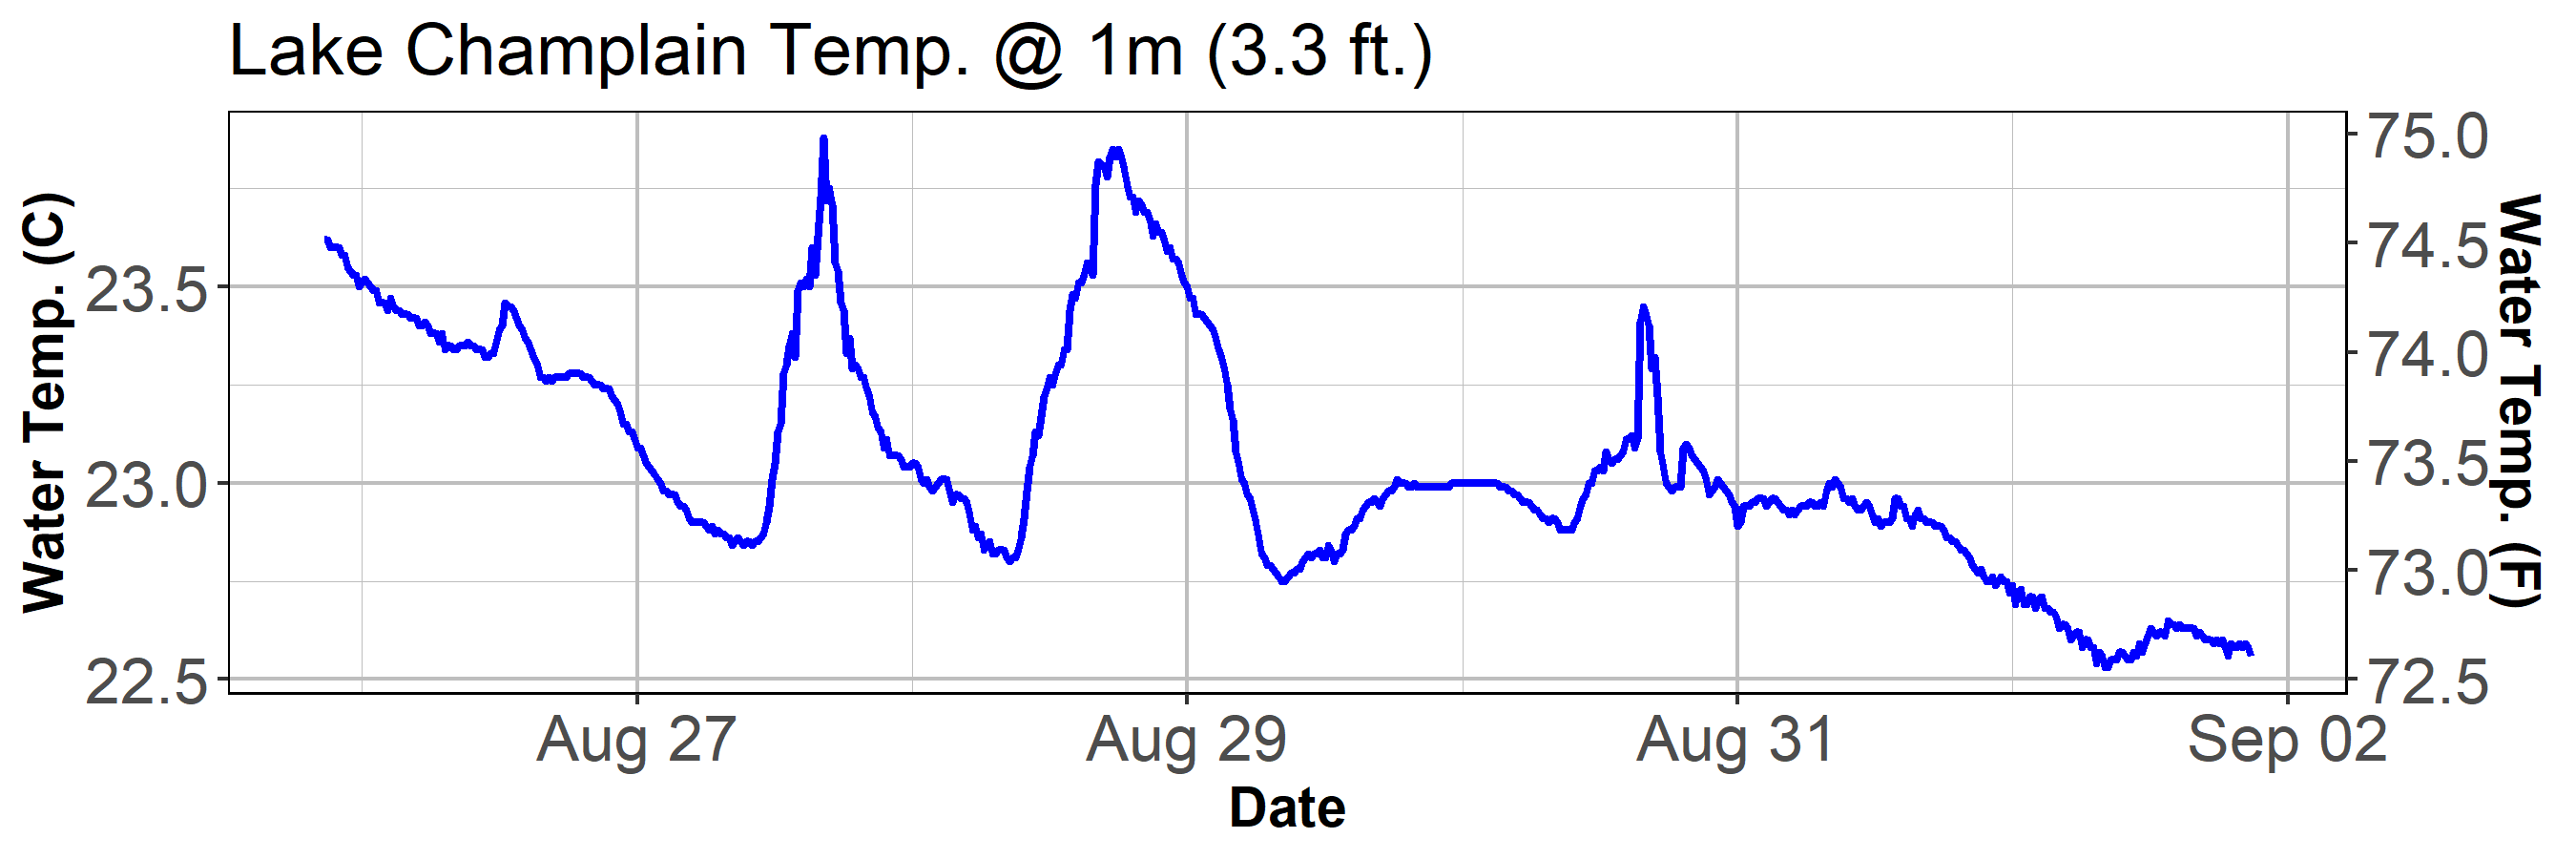 Lake Champlain Temp. @ 1m (3.3 ft.)
Water Temp. (C)
23.5
23.0
22.5
75.0
74.5
74.0
73.5
73.0
72.5
Water Temp. (F)
Aug 27
Aug 29
Aug 31
Sep 02
Date